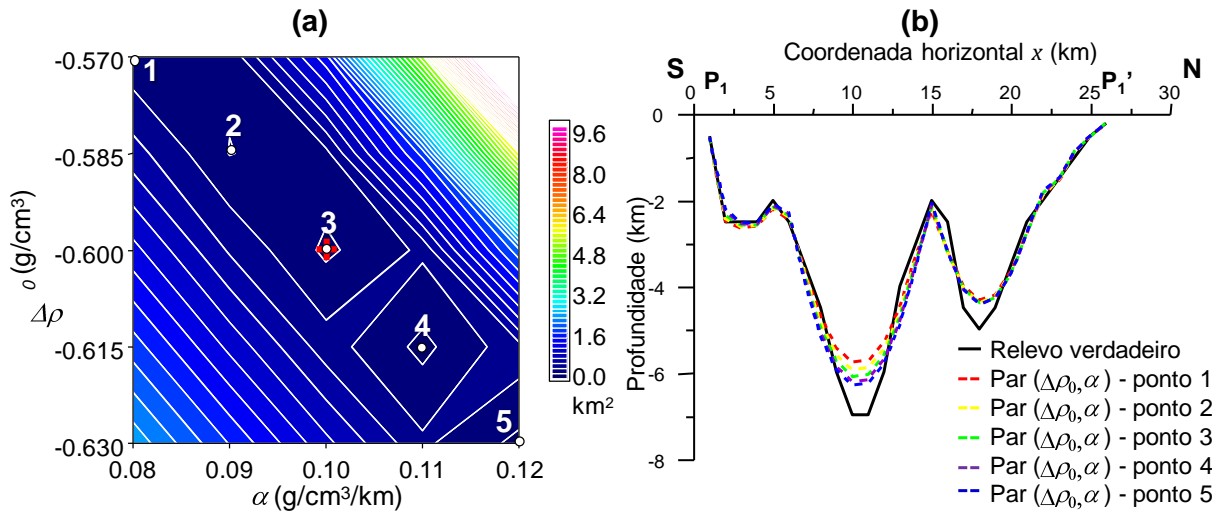 (a)
-0.570
-0.585
-0.600
-0.615
-0.630
Δρ 0 (g/cm³)
0.08 0.09 0.10 0.11 0.12
α (g/cm³/km)
1
2
3
4
5
9.6
8.0
6.4
4.8
3.2
1.6
0.0
km²
(b)
Coordenada horizontal x (km)
S P₁ P₁’ N
0 5 10 15 20 25 30
0
-2
-4
-6
-8
Profundidade (km)
Relevo verdadeiro
Par (Δρ₀,α) - ponto 1
Par (Δρ₀,α) - ponto 2
Par (Δρ₀,α) - ponto 3
Par (Δρ₀,α) - ponto 4
Par (Δρ₀,α) - ponto 5